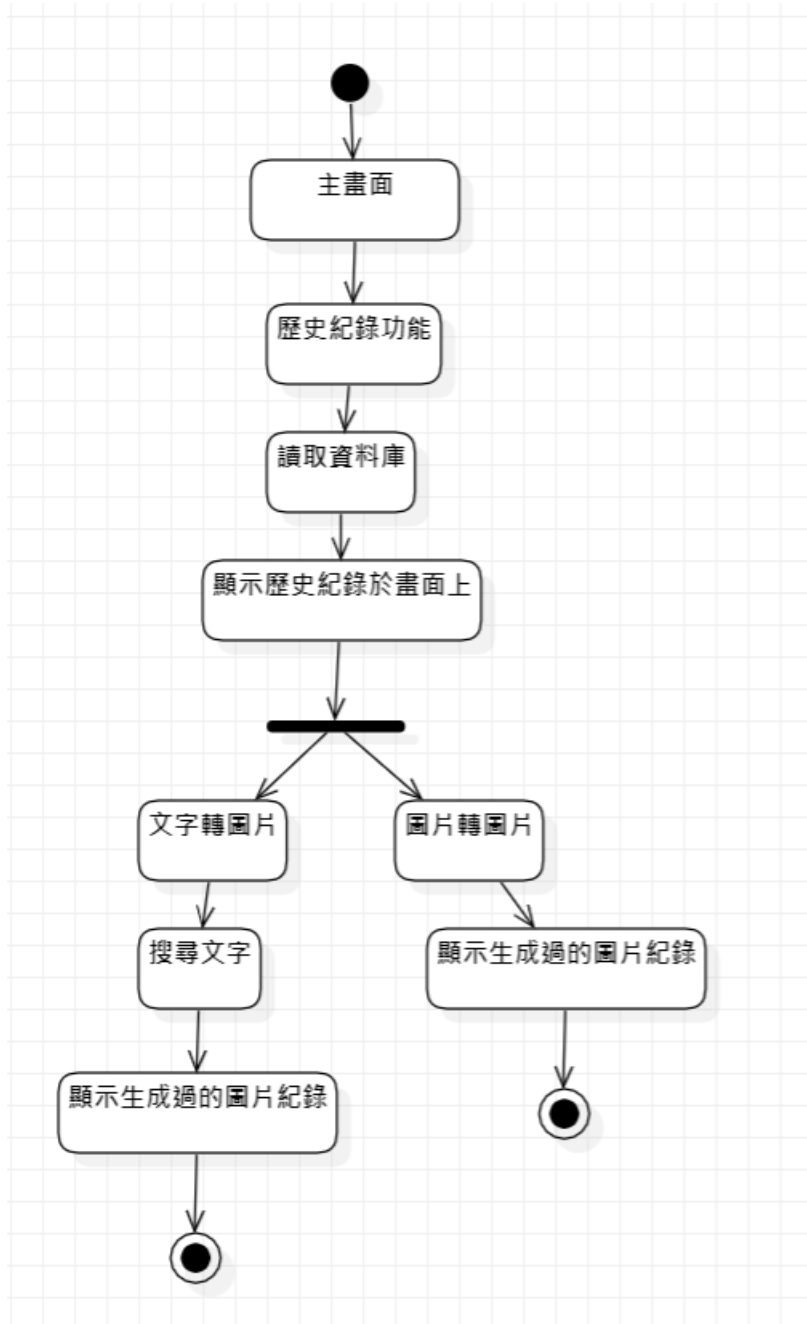 主畫面
歷史紀錄功能
讀取資料庫
顯示歷史紀錄於畫面上
文字轉圖片
圖片轉圖片
搜尋文字
顯示生成過的圖片紀錄
顯示生成過的圖片紀錄